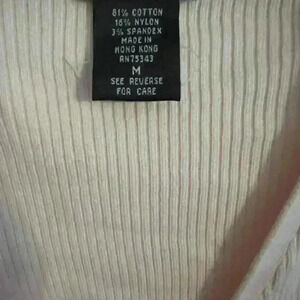 81% COTTON
16% NYLON
3% SPANDEX
MADE IN
HONG KONG
RN75343
M
SEE REVERSE
FOR CARE